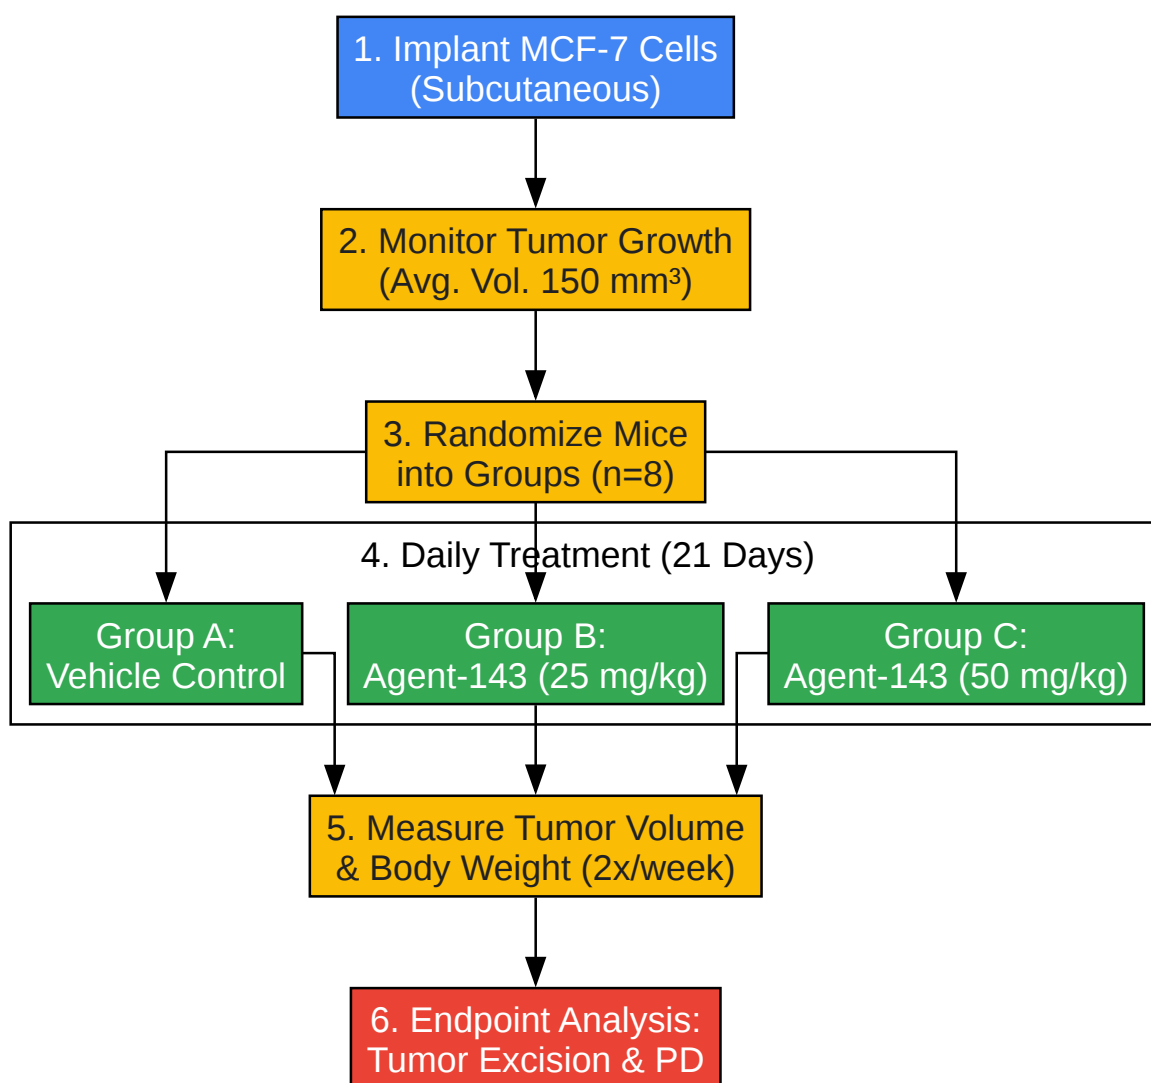 1. Implant MCF-7 Cells
(Subcutaneous)
2. Monitor Tumor Growth
(Avg. Vol. 150 mm³)
3. Randomize Mice
into Groups (n=8)
4. Daily Treatment (21 Days)
Group A:
Vehicle Control
Group B:
Agent-143 (25 mg/kg)
Group C:
Agent-143 (50 mg/kg)
5. Measure Tumor Volume
& Body Weight (2x/week)
6. Endpoint Analysis:
Tumor Excision & PD